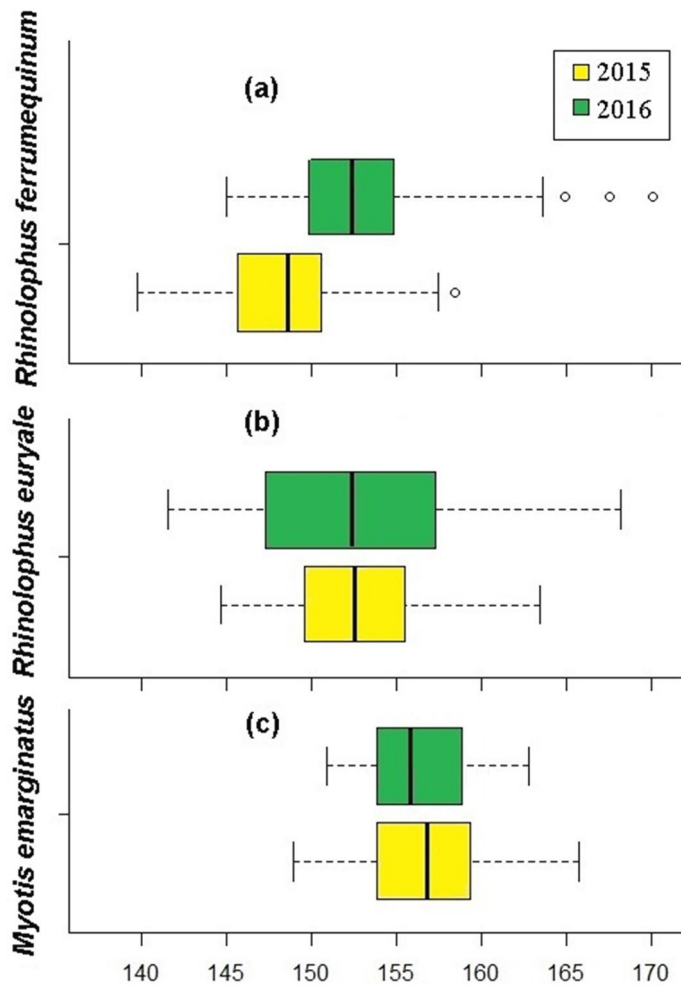 Rhinolophus ferrumequinum
(a)
2015
2016
Rhinolophus euryale
(b)
Myotis emarginatus
(c)
140 145 150 155 160 165 170